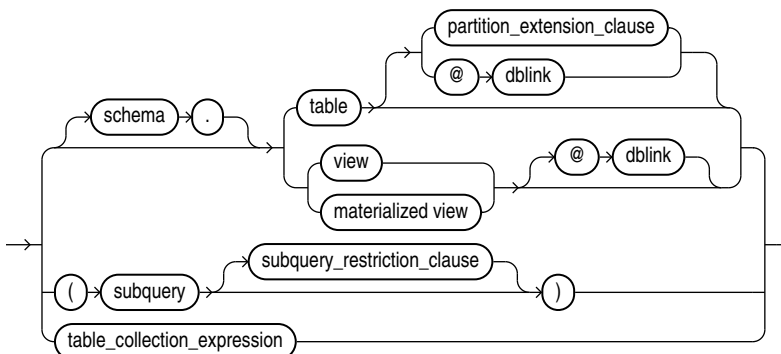 partition_extension_clause
@ dblink
schema . table
view @ dblink
materialized view
subquery_restriction_clause
( subquery )
table_collection_expression